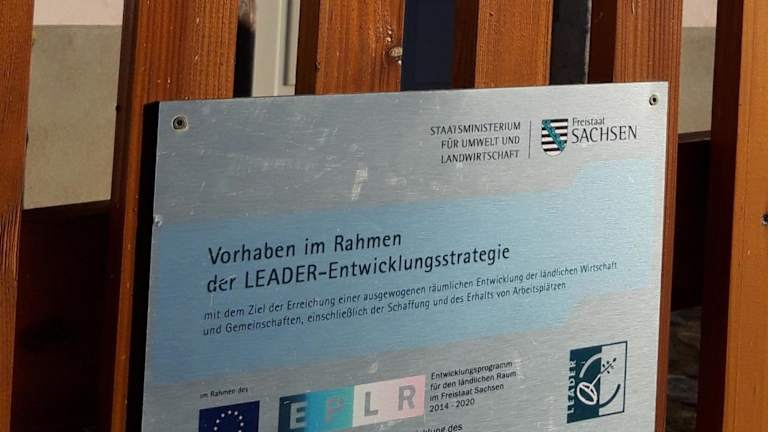 STAATSMINISTERIUM
FÜR UMWELT UND
LANDWIRTSCHAFT
Freistaat
SACHSEN
Vorhaben im Rahmen
der LEADER-Entwicklungsstrategie
mit dem Ziel der Erreichung einer ausgewogenen räumlichen Entwicklung der ländlichen Wirtschaft
und Gemeinschaften, einschließlich der Schaffung und des Erhalts von Arbeitsplätzen
im Rahmen des
EPLR
Entwicklungsprogramm
für den ländlichen Raum
im Freistaat Sachsen
2014 - 2020
LEADER
des